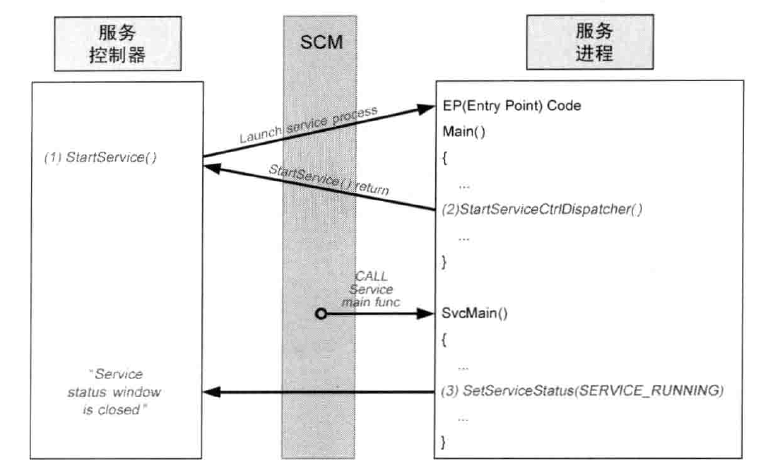 服务
控制器
SCM
服务
进程
Launch service process
EP(Entry Point) Code
Main()
(1) StartService()
{
StartService() return
...
(2)StartServiceCtrlDispatcher()
...
}
CALL
Service
main func
SvcMain()
{
"Service
status window
is closed"
...
(3) SetServiceStatus(SERVICE_RUNNING)
...
}